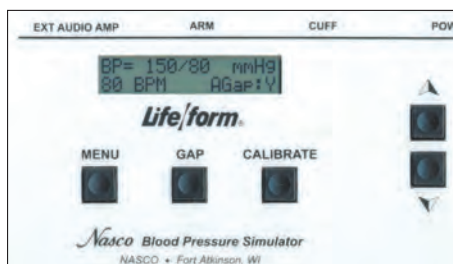 EXT AUDIO AMP ARM CUFF POW
BP= 150/80 mmHg
80 BPM AGap:Y
Life/form®
MENU GAP CALIBRATE
Nasco Blood Pressure Simulator
NASCO • Fort Atkinson, WI